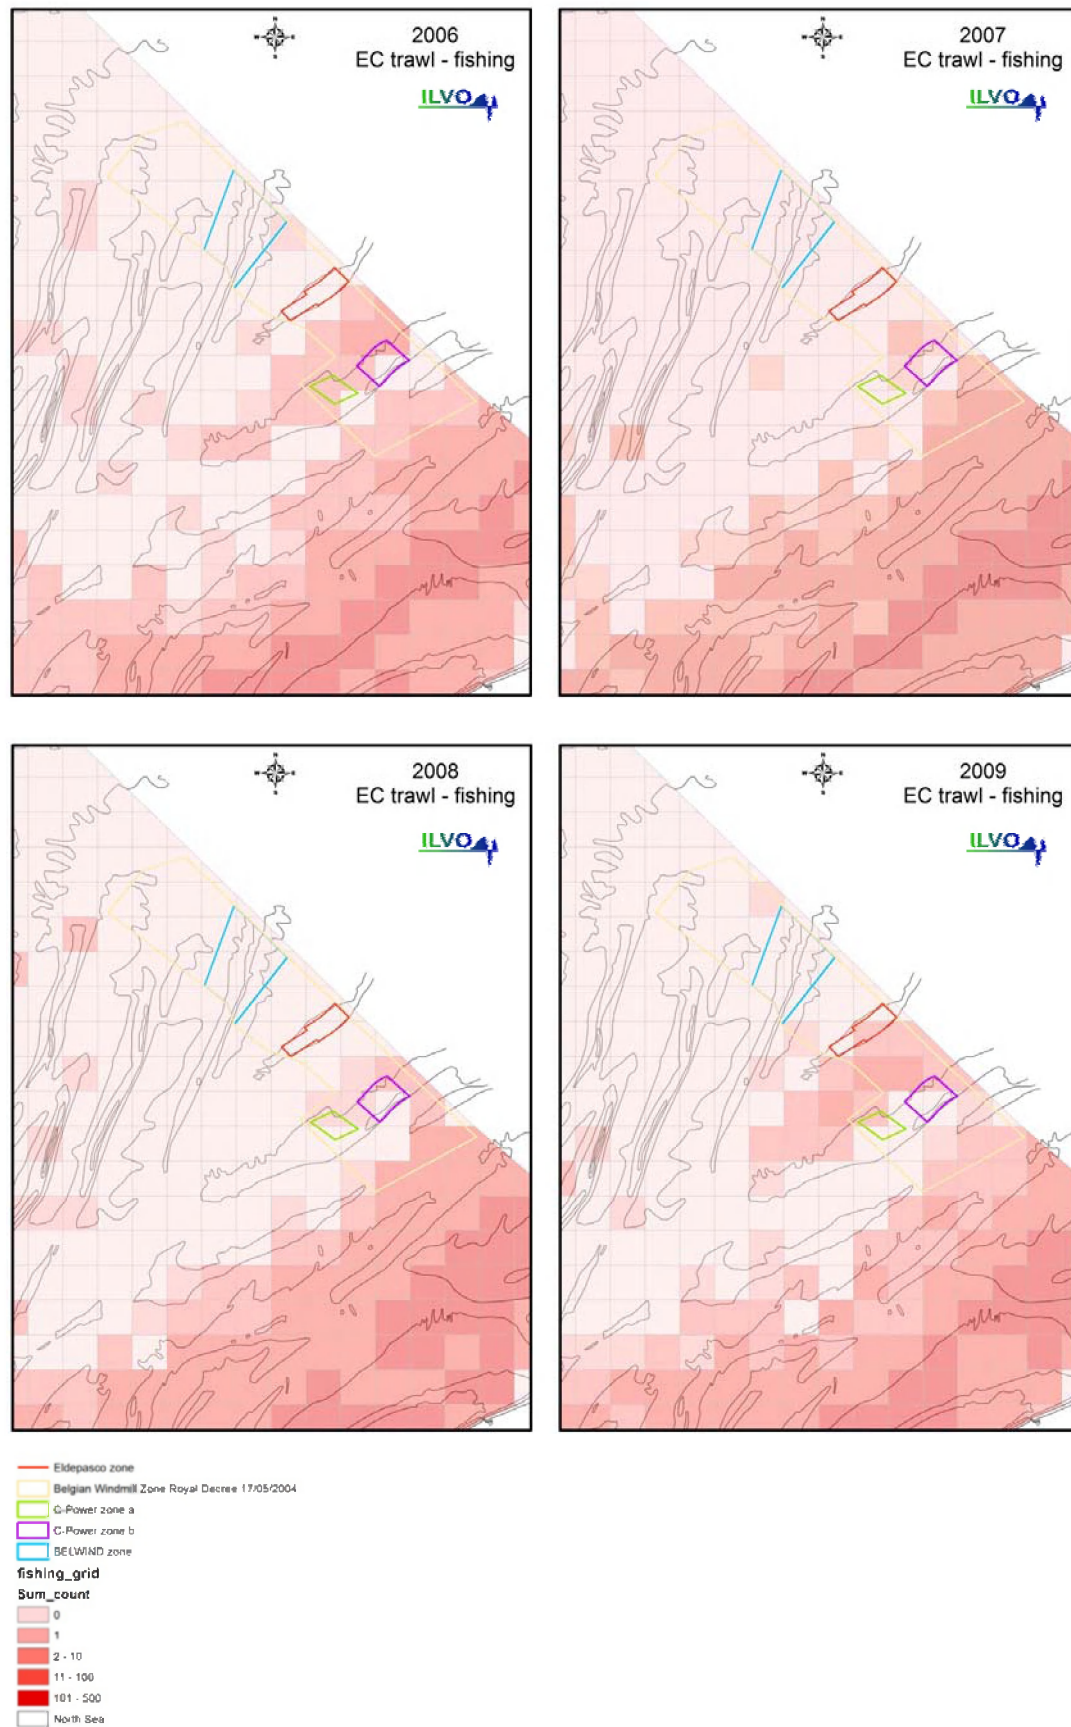 2006
EC trawl - fishing
ILVO
2007
EC trawl - fishing
ILVO
2008
EC trawl - fishing
ILVO
2009
EC trawl - fishing
ILVO
Eldepasco zone
Belgian Windmill Zone Royal Decree 17/05/2004
C-Power zone a
C-Power zone b
BELWIND zone
fishing_grid
Sum_count
0
1
2 - 10
11 - 100
101 - 500
North Sea